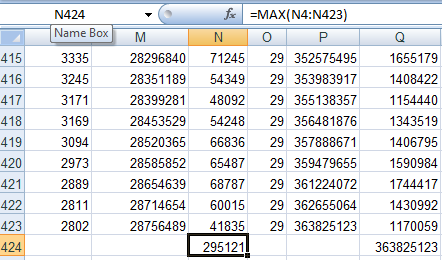 N424 fx =MAX(N4:N423)
Name Box
M N O P Q
415 3335 28296840 71245 29 352575495 1655179
416 3245 28351189 54349 29 353983917 1408422
417 3171 28399281 48092 29 355138357 1154440
418 3169 28453529 54248 29 356481876 1343519
419 3094 28520365 66836 29 357888671 1406795
420 2973 28585852 65487 29 359479655 1590984
421 2889 28654639 68787 29 361224072 1744417
422 2811 28714654 60015 29 362655064 1430992
423 2802 28756489 41835 29 363825123 1170059
424 295121 363825123